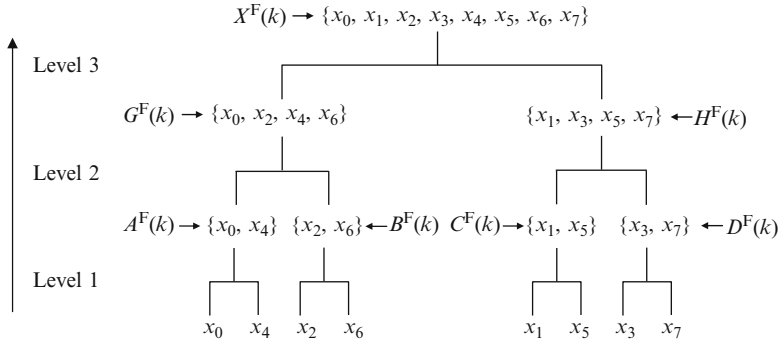 X^F(k) → {x_0, x_1, x_2, x_3, x_4, x_5, x_6, x_7}
Level 3
G^F(k) → {x_0, x_2, x_4, x_6} {x_1, x_3, x_5, x_7} ← H^F(k)
Level 2
A^F(k) → {x_0, x_4} {x_2, x_6} ← B^F(k) C^F(k) → {x_1, x_5} {x_3, x_7} ← D^F(k)
Level 1
x_0 x_4 x_2 x_6 x_1 x_5 x_3 x_7